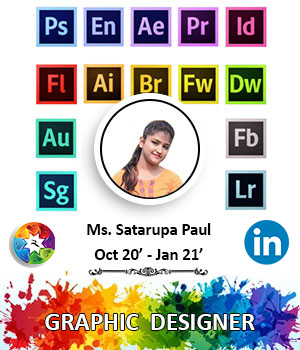 Ps En Ae Pr Id
Fl Ai Br Fw Dw
Au Fb
Sg Lr
Ms. Satarupa Paul
Oct 20’ - Jan 21’
in
GRAPHIC DESIGNER